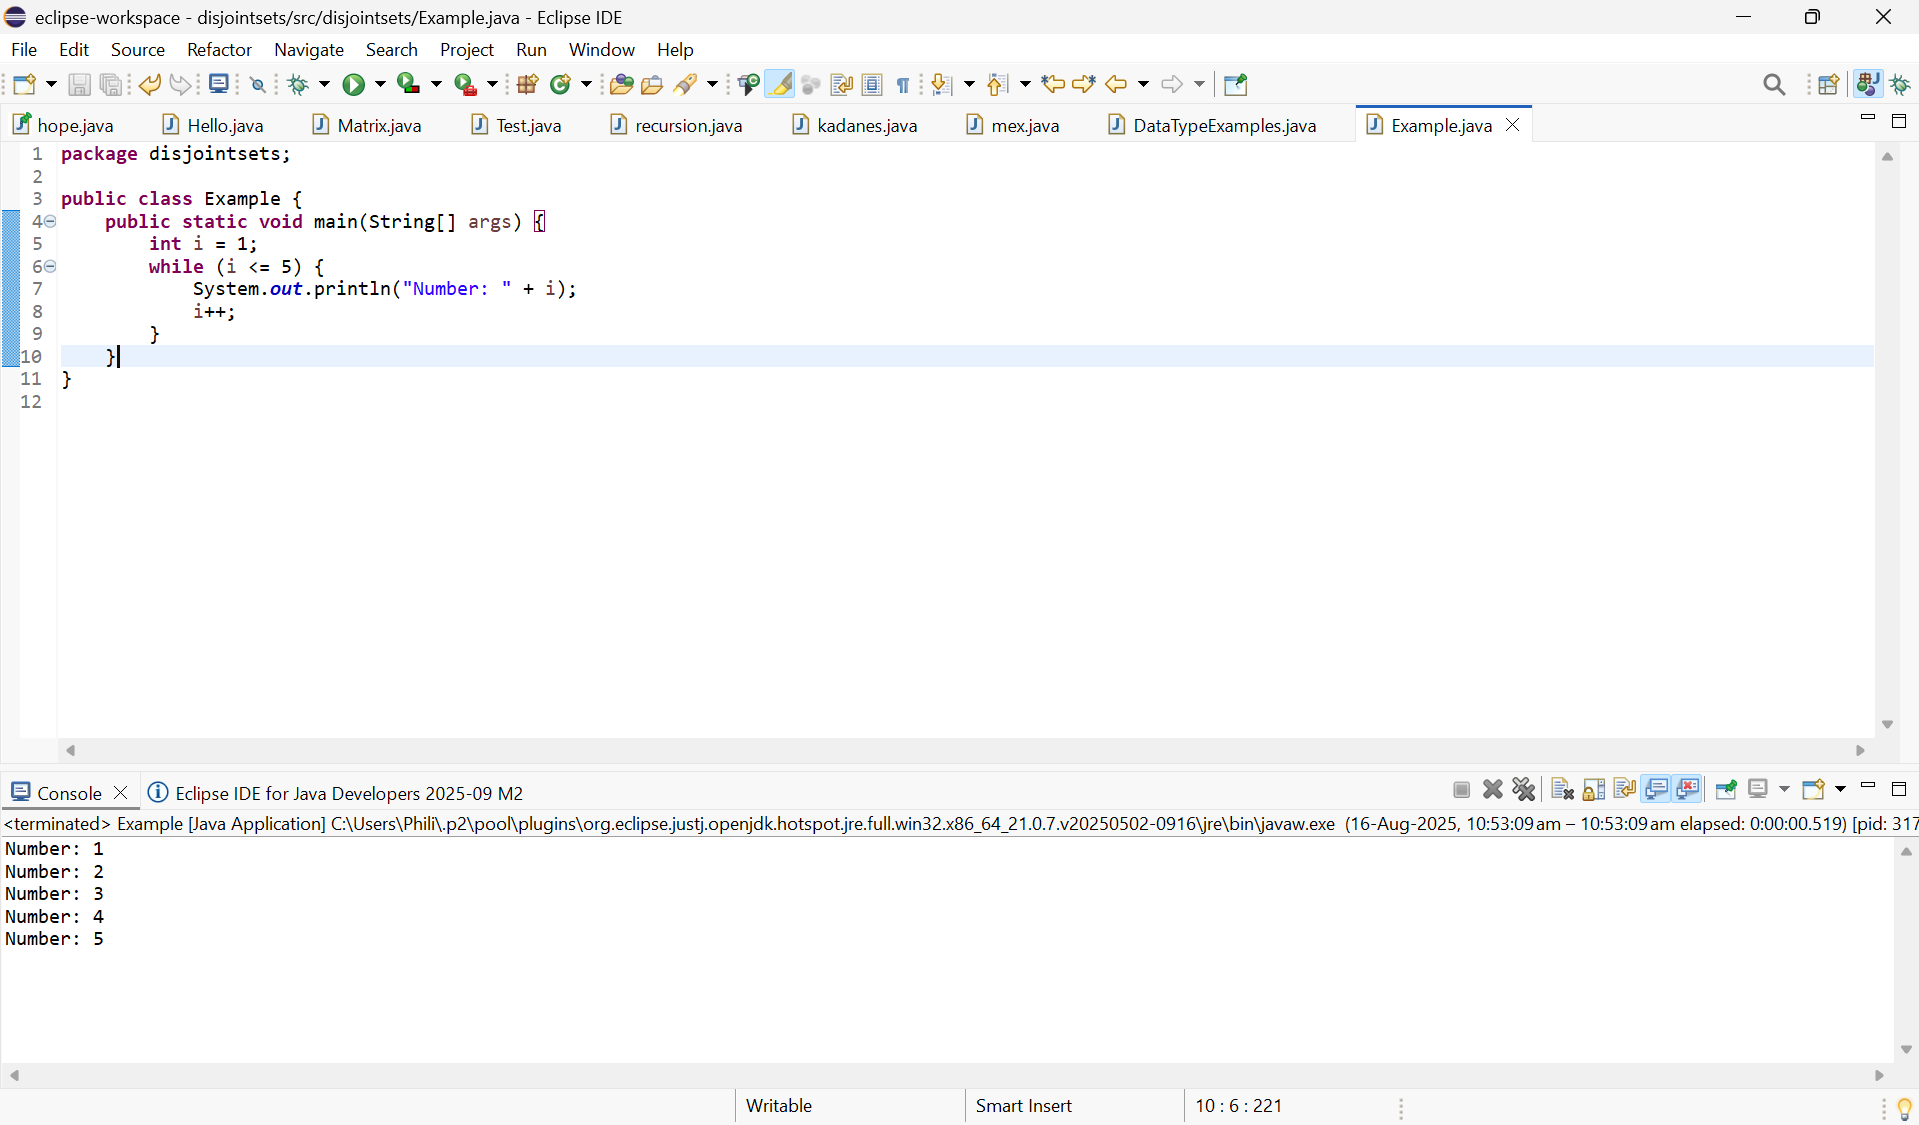 eclipse-workspace - disjointsets/src/disjointsets/Example.java - Eclipse IDE
File Edit Source Refactor Navigate Search Project Run Window Help
hope.java Hello.java Matrix.java Test.java recursion.java kadanes.java mex.java DataTypeExamples.java Example.java
1 package disjointsets;
2
3 public class Example {
4 public static void main(String[] args) {
5 int i = 1;
6 while (i <= 5) {
7 System.out.println("Number: " + i);
8 i++;
9 }
10 }
11 }
12
Console Eclipse IDE for Java Developers 2025-09 M2
<terminated> Example [Java Application] C:\Users\Phili\.p2\pool\plugins\org.eclipse.justj.openjdk.hotspot.jre.full.win32.x86_64_21.0.7.v20250502-0916\jre\bin\javaw.exe (16-Aug-2025, 10:53:09 am – 10:53:09 am elapsed: 0:00:00.519) [pid: 317
Number: 1
Number: 2
Number: 3
Number: 4
Number: 5
Writable Smart Insert 10 : 6 : 221